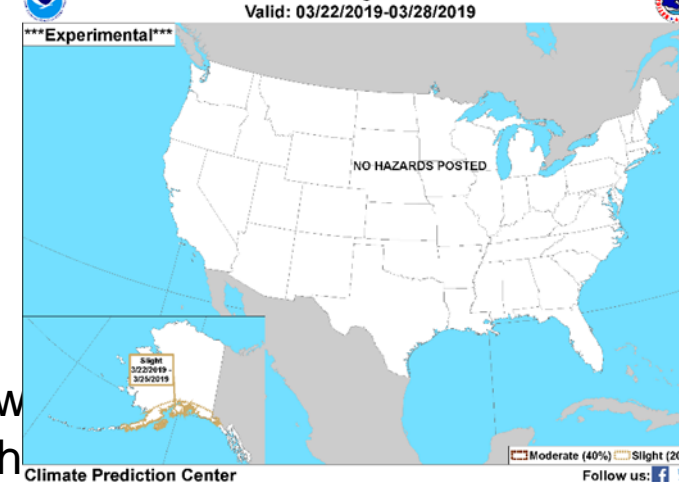 Valid: 03/22/2019-03/28/2019
***Experimental***
NO HAZARDS POSTED
Slight
3/22/2019 -
3/25/2019
w
h
Moderate (40%) Slight (20
Climate Prediction Center
Follow us: